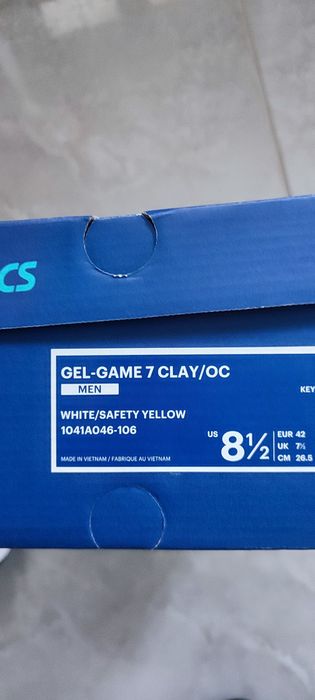 CS
GEL-GAME 7 CLAY/OC
MEN
KEY
WHITE/SAFETY YELLOW
1041A046-106
US 8½
EUR 42
UK 7½
CM 26.5
MADE IN VIETNAM / FABRIQUE AU VIETNAM